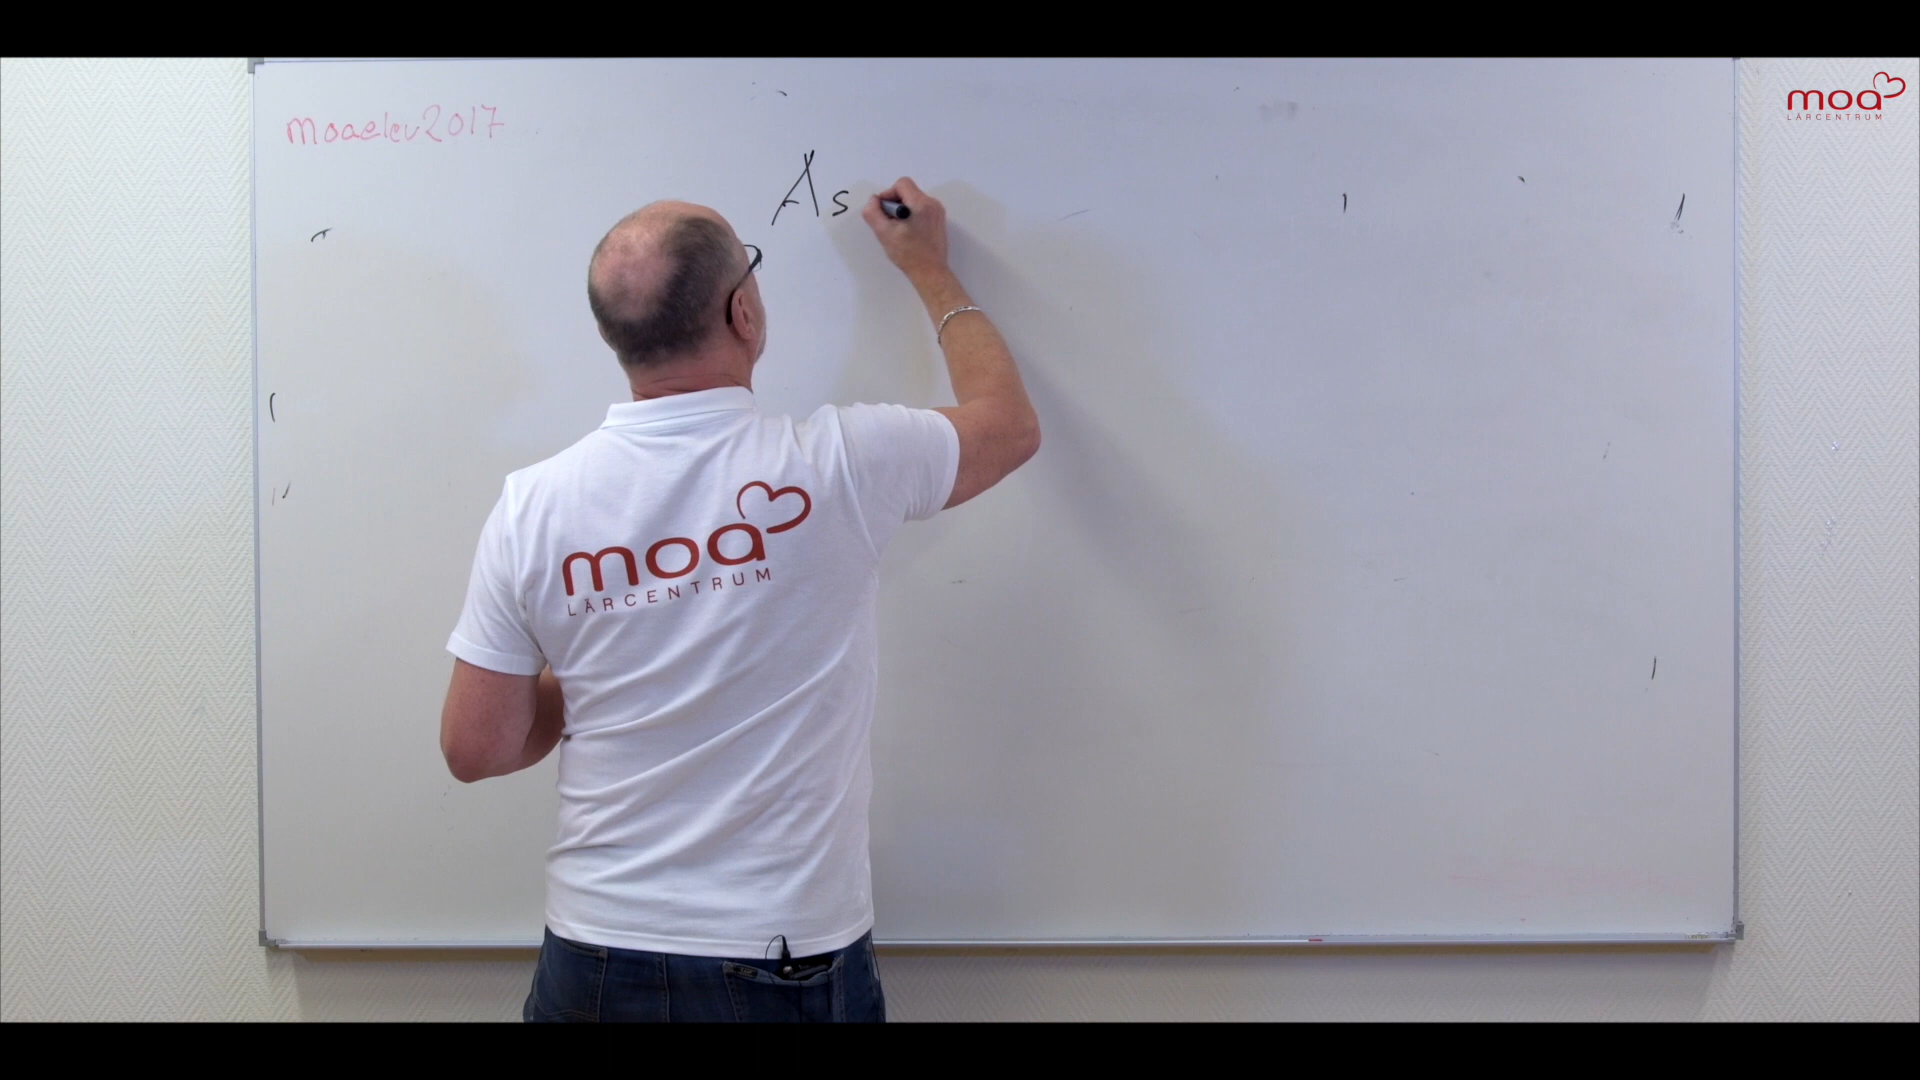 moaelev2017
As
moa
LÄRCENTRUM
moa
LÄRCENTRUM